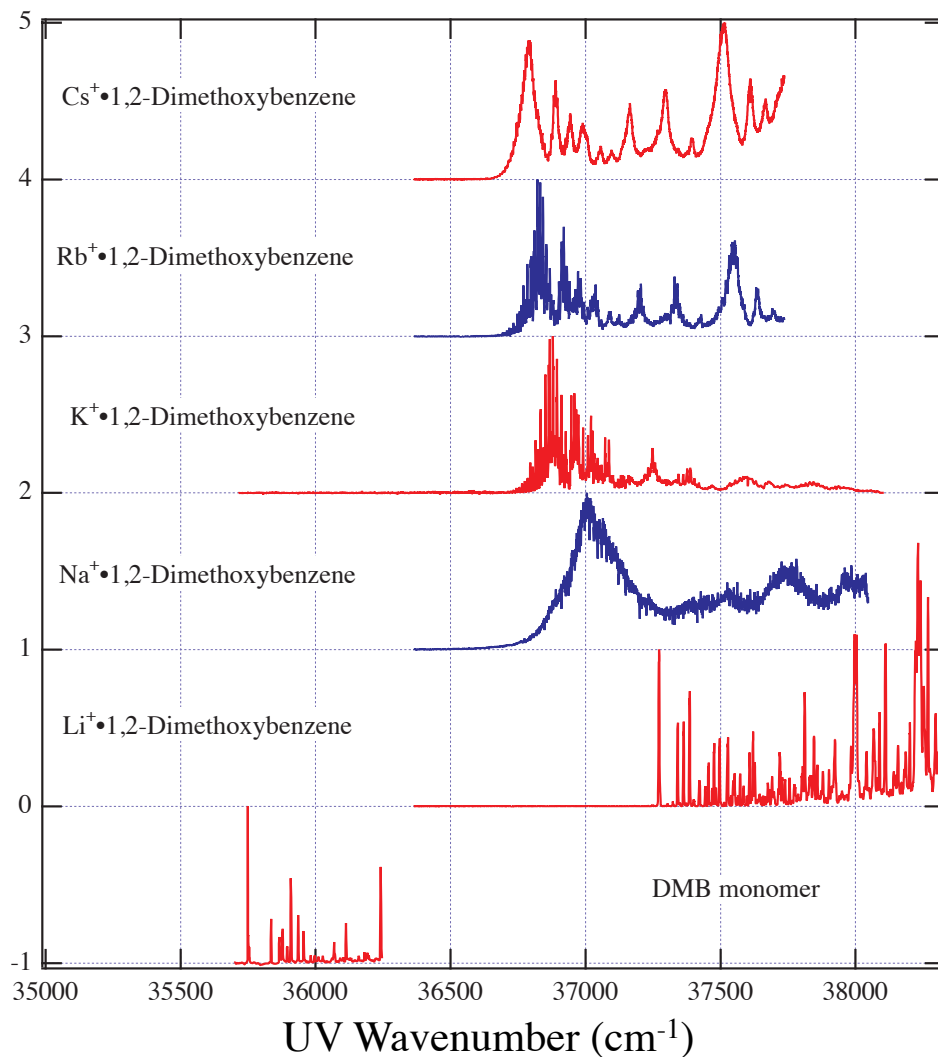 5
Cs⁺•1,2-Dimethoxybenzene
4
Rb⁺•1,2-Dimethoxybenzene
3
K⁺•1,2-Dimethoxybenzene
2
Na⁺•1,2-Dimethoxybenzene
1
Li⁺•1,2-Dimethoxybenzene
0
DMB monomer
-1
35000 35500 36000 36500 37000 37500 38000
UV Wavenumber (cm⁻¹)